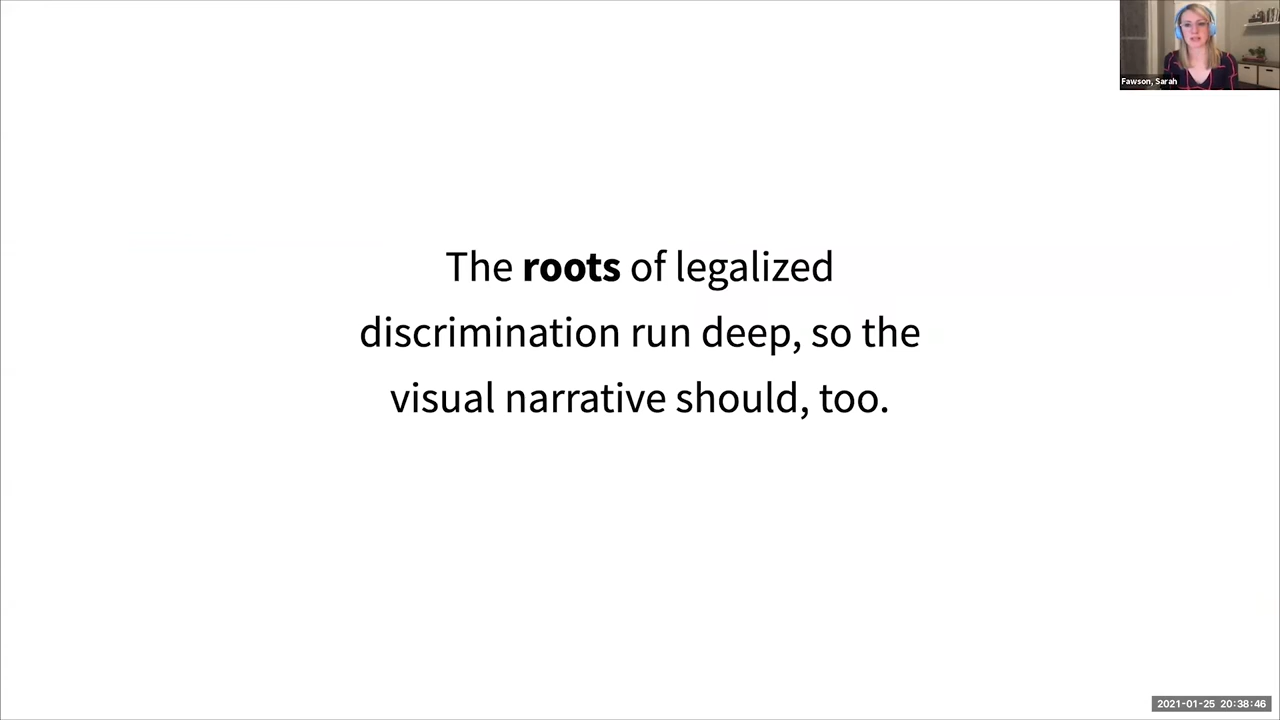 Fawson, Sarah
The roots of legalized
discrimination run deep, so the
visual narrative should, too.
2021-01-25 20:38:46